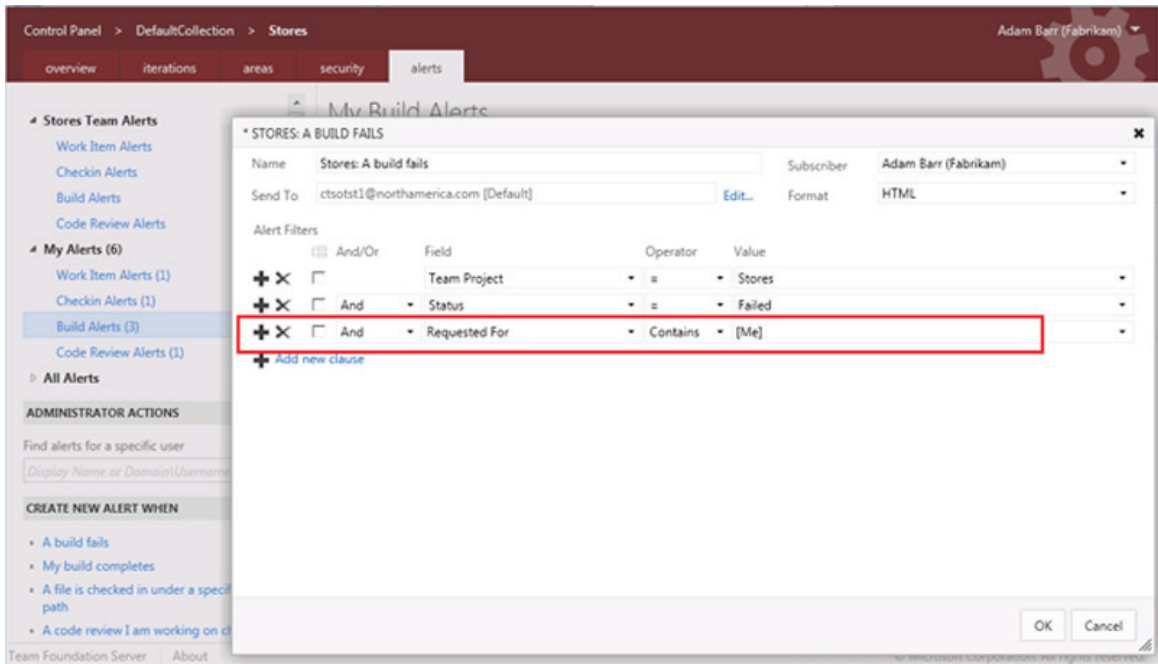 Control Panel > DefaultCollection > Stores
Adam Barr (Fabrikam)
overview iterations areas security alerts
Stores Team Alerts
Work Item Alerts
Checkin Alerts
Build Alerts
Code Review Alerts
My Alerts (6)
Work Item Alerts (1)
Checkin Alerts (1)
Build Alerts (3)
Code Review Alerts (1)
All Alerts
ADMINISTRATOR ACTIONS
Find alerts for a specific user
Display Name or Domain\Username
CREATE NEW ALERT WHEN
A build fails
My build completes
A file is checked in under a specif
path
A code review I am working on ch
Team Foundation Server About
My Build Alerts
* STORES: A BUILD FAILS
Name Stores: A build fails Subscriber Adam Barr (Fabrikam)
Send To ctsotst1@northamerica.com [Default] Edit... Format HTML
Alert Filters
And/Or Field Operator Value
Team Project = Stores
And Status = Failed
And Requested For Contains [Me]
Add new clause
OK Cancel
© Microsoft Corporation. All rights reserved.